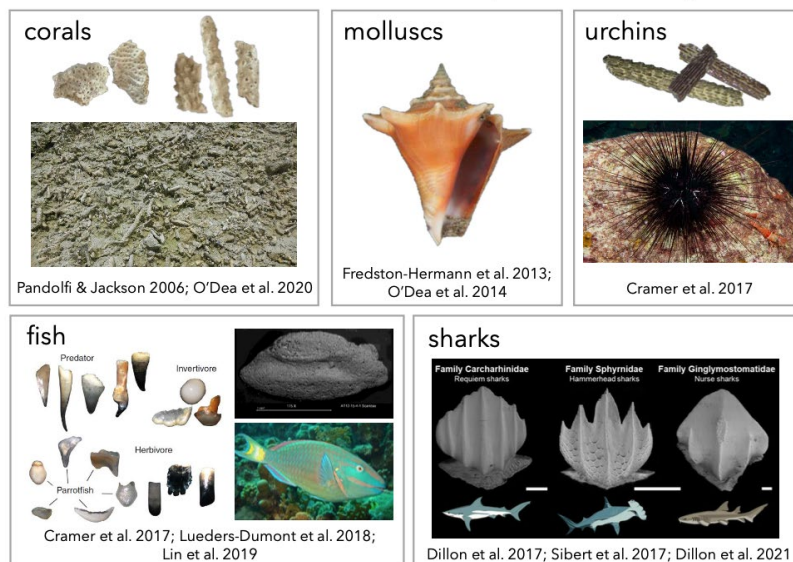 corals
Pandolfi & Jackson 2006; O'Dea et al. 2020
molluscs
Fredston-Hermann et al. 2013;
O'Dea et al. 2014
urchins
Cramer et al. 2017
fish
Predator
Invertivore
Herbivore
Parrotfish
Cramer et al. 2017; Lueders-Dumont et al. 2018;
Lin et al. 2019
sharks
Family Carcharhinidae
Requiem sharks
Family Sphyrnidae
Hammerhead sharks
Family Ginglymostomatidae
Nurse sharks
Dillon et al. 2017; Sibert et al. 2017; Dillon et al. 2021